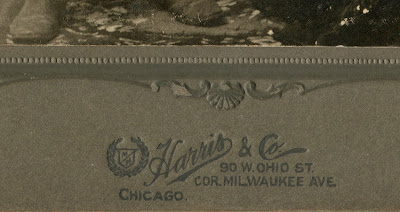 Harris & Co.
90 W. OHIO ST.
COR. MILWAUKEE AVE.
CHICAGO.